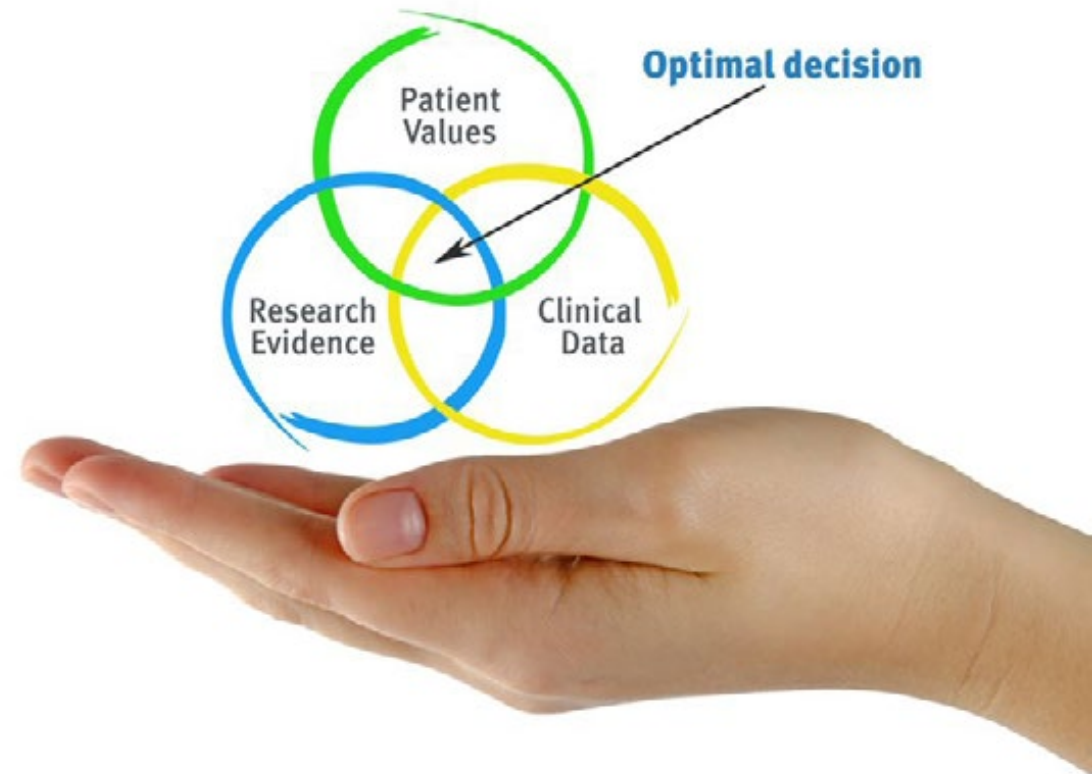 Optimal decision
Patient
Values
Research
Evidence
Clinical
Data